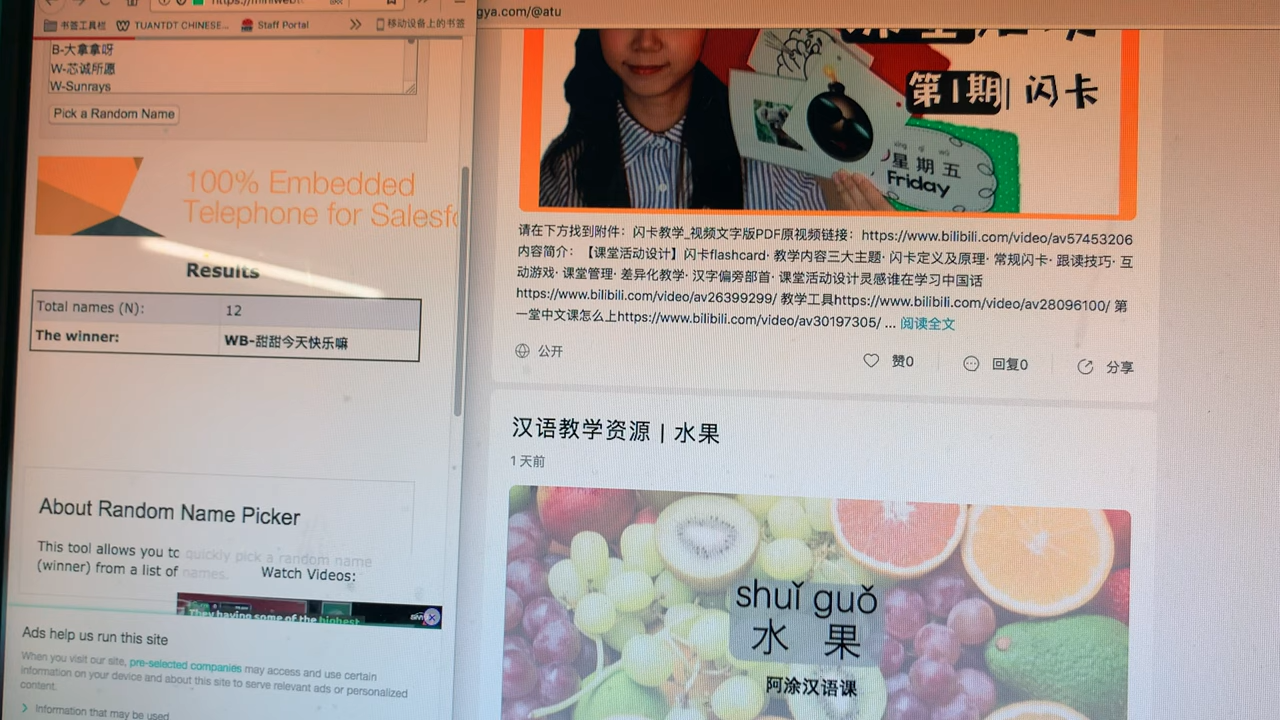 https://miniwebt
gya.com/@atu
书签工具栏 TUANTDT CHINESE... Staff Portal 移动设备上的书签
B-大拿拿呀
W-芯诚所愿
W-Sunrays
Pick a Random Name
100% Embedded
Telephone for Salesf
Results
Total names (N): 12
The winner: WB-甜甜今天快乐嘛
About Random Name Picker
This tool allows you to quickly pick a random name
(winner) from a list of names.
Watch Videos:
They having some of the highest
Ads help us run this site
When you visit our site, pre-selected companies may access and use certain
information on your device and about this site to serve relevant ads or personalized
content.
Information that may be used
第1期| 闪卡
xīng qī wǔ
星期五
Friday
请在下方找到附件：闪卡教学_视频文字版PDF原视频链接：https://www.bilibili.com/video/av57453206
内容简介：【课堂活动设计】闪卡flashcard· 教学内容三大主题· 闪卡定义及原理· 常规闪卡· 跟读技巧· 互
动游戏· 课堂管理· 差异化教学· 汉字偏旁部首· 课堂活动设计灵感谁在学习中国话
https://www.bilibili.com/video/av26399299/ 教学工具https://www.bilibili.com/video/av28096100/ 第
一堂中文课怎么上https://www.bilibili.com/video/av30197305/ ... 阅读全文
公开 赞0 回复0 分享
汉语教学资源 | 水果
1 天前
shuǐ guǒ
水 果
阿涂汉语课